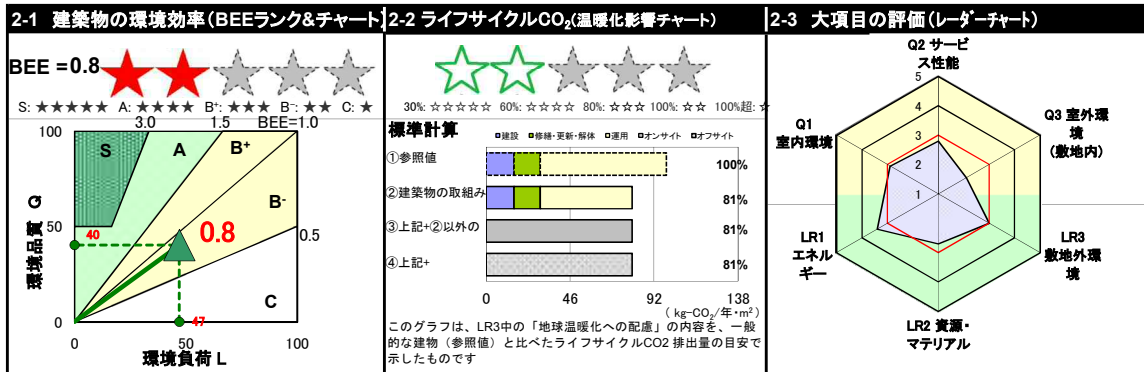 2-1 建築物の環境効率(BEEランク&チャート)
BEE = 0.8
S: ★★★★★ A: ★★★★ B⁺: ★★★ B⁻: ★★ C: ★
3.0 1.5 BEE=1.0
100
S
A
B⁺
B⁻
環境品質 Q
50
40
0.8
0.5
C
47
0
0 50 100
環境負荷 L
2-2 ライフサイクルCO₂(温暖化影響チャート)
30%: ☆☆☆☆☆ 60%: ☆☆☆☆ 80%: ☆☆☆ 100%: ☆☆ 100%超: ☆
標準計算
■建設 ■修繕・更新・解体 □運用 ■オンサイト ■オフサイト
①参照値 100%
②建築物の取組み 81%
③上記+②以外の 81%
④上記+ 81%
0 46 92 138
( kg-CO₂/年・m²)
このグラフは、LR3中の「地球温暖化への配慮」の内容を、一般
的な建物(参照値)と比べたライフサイクルCO2 排出量の目安で
示したものです
2-3 大項目の評価(レーダーチャート)
Q2 サービ
ス性能
5
4
3
2
1
Q1
室内環境
Q3 室外環
境
(敷地内)
LR1
エネル
ギー
LR3
敷地外環
境
LR2 資源・
マテリアル